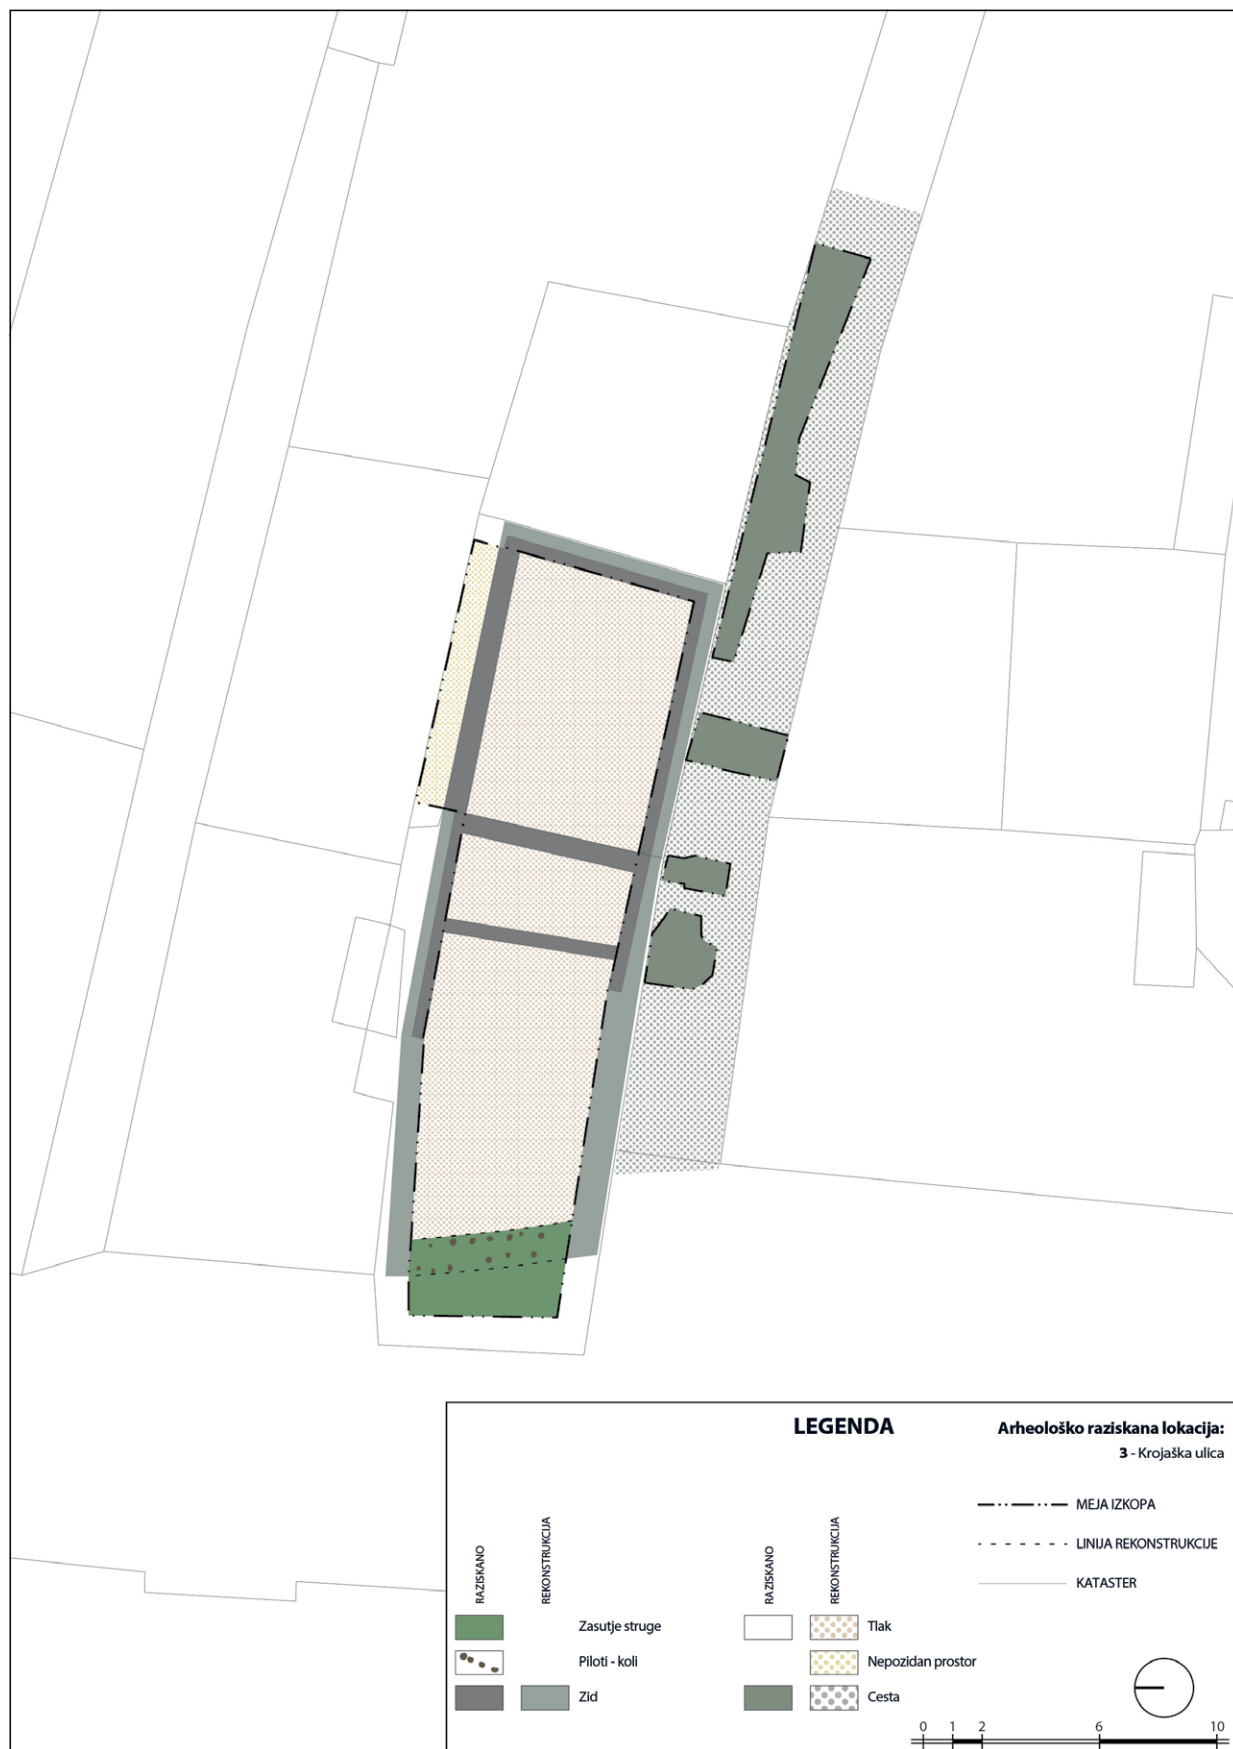 LEGENDA
Arheološko raziskana lokacija:
3 - Krojaška ulica
MEJA IZKOPA
LINIJA REKONSTRUKCIJE
KATASTER
RAZISKANO
REKONSTRUKCIJA
RAZISKANO
REKONSTRUKCIJA
Zasutje struge
Tlak
Piloti - koli
Nepozidan prostor
Zid
Cesta
0 1 2 6 10